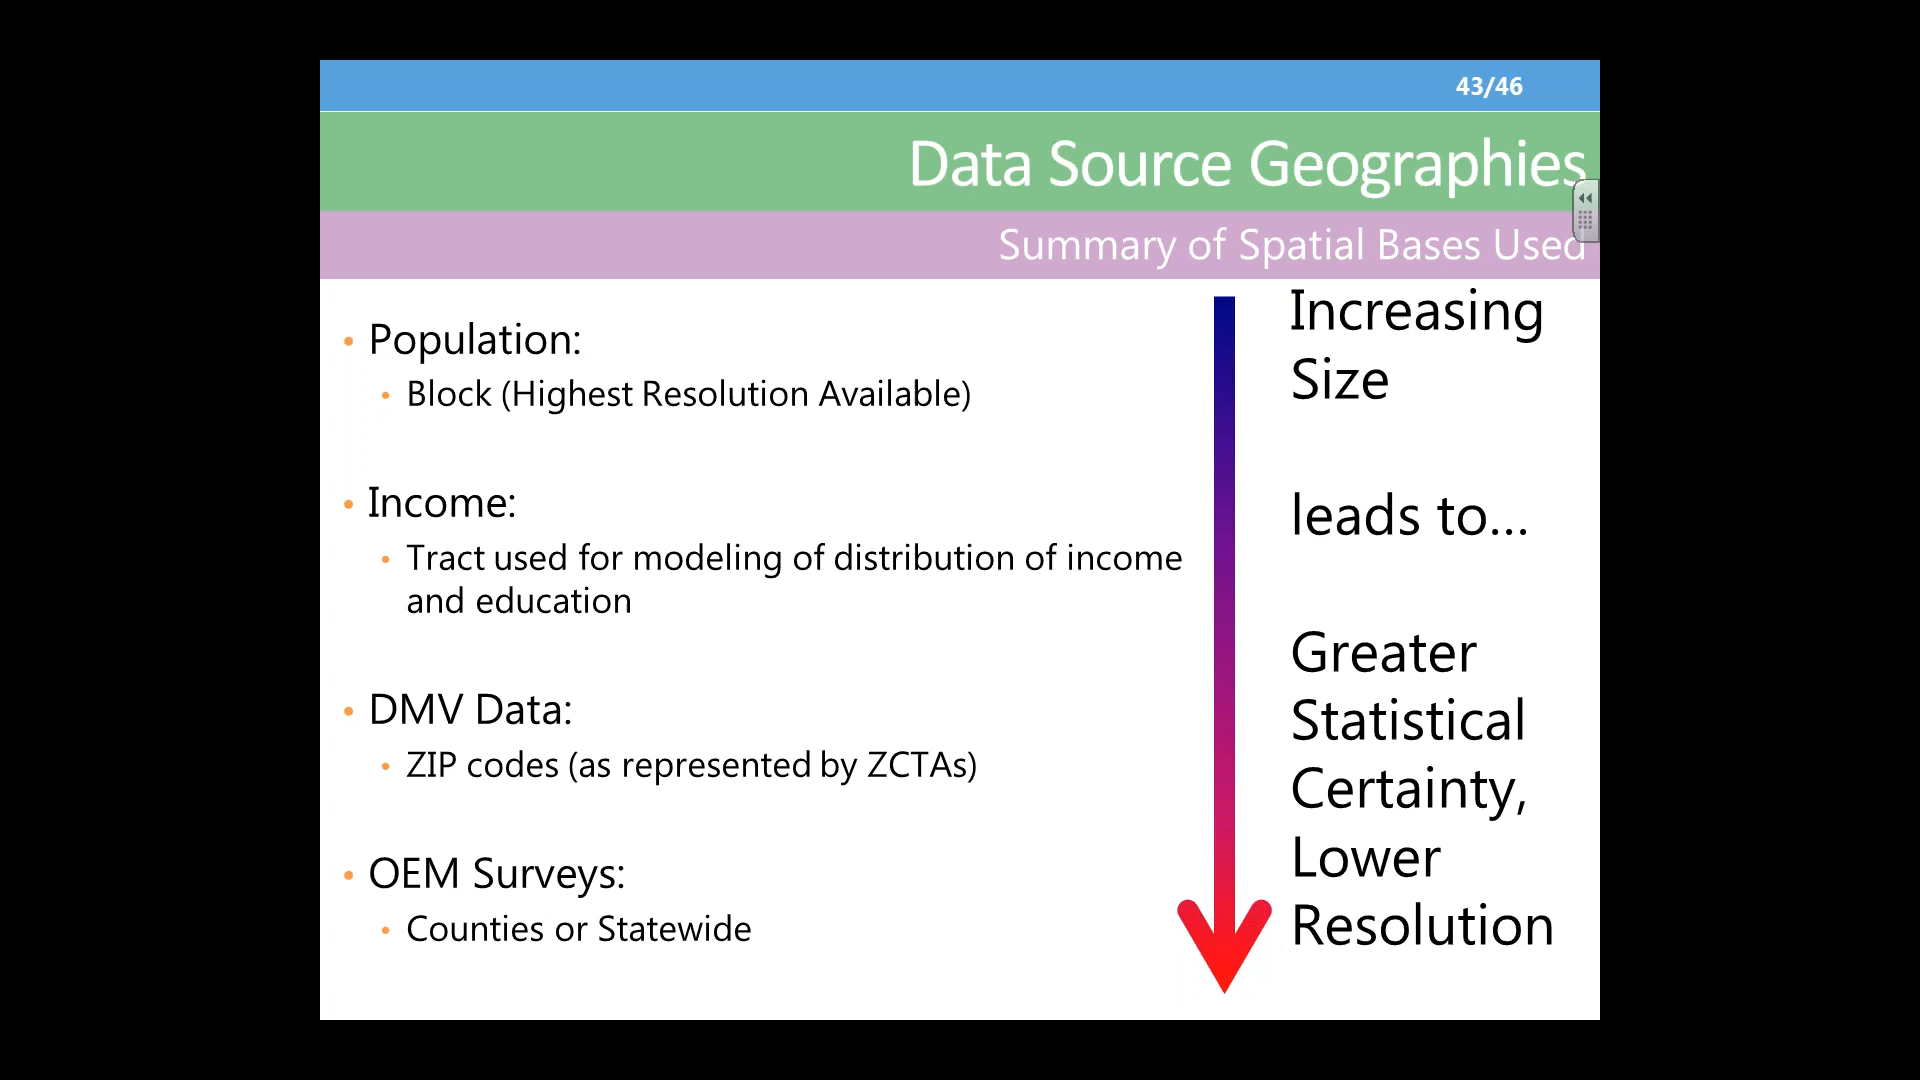 43/46
Data Source Geographies
Summary of Spatial Bases Used
• Population:
• Block (Highest Resolution Available)
• Income:
• Tract used for modeling of distribution of income
and education
• DMV Data:
• ZIP codes (as represented by ZCTAs)
• OEM Surveys:
• Counties or Statewide
Increasing
Size
leads to...
Greater
Statistical
Certainty,
Lower
Resolution